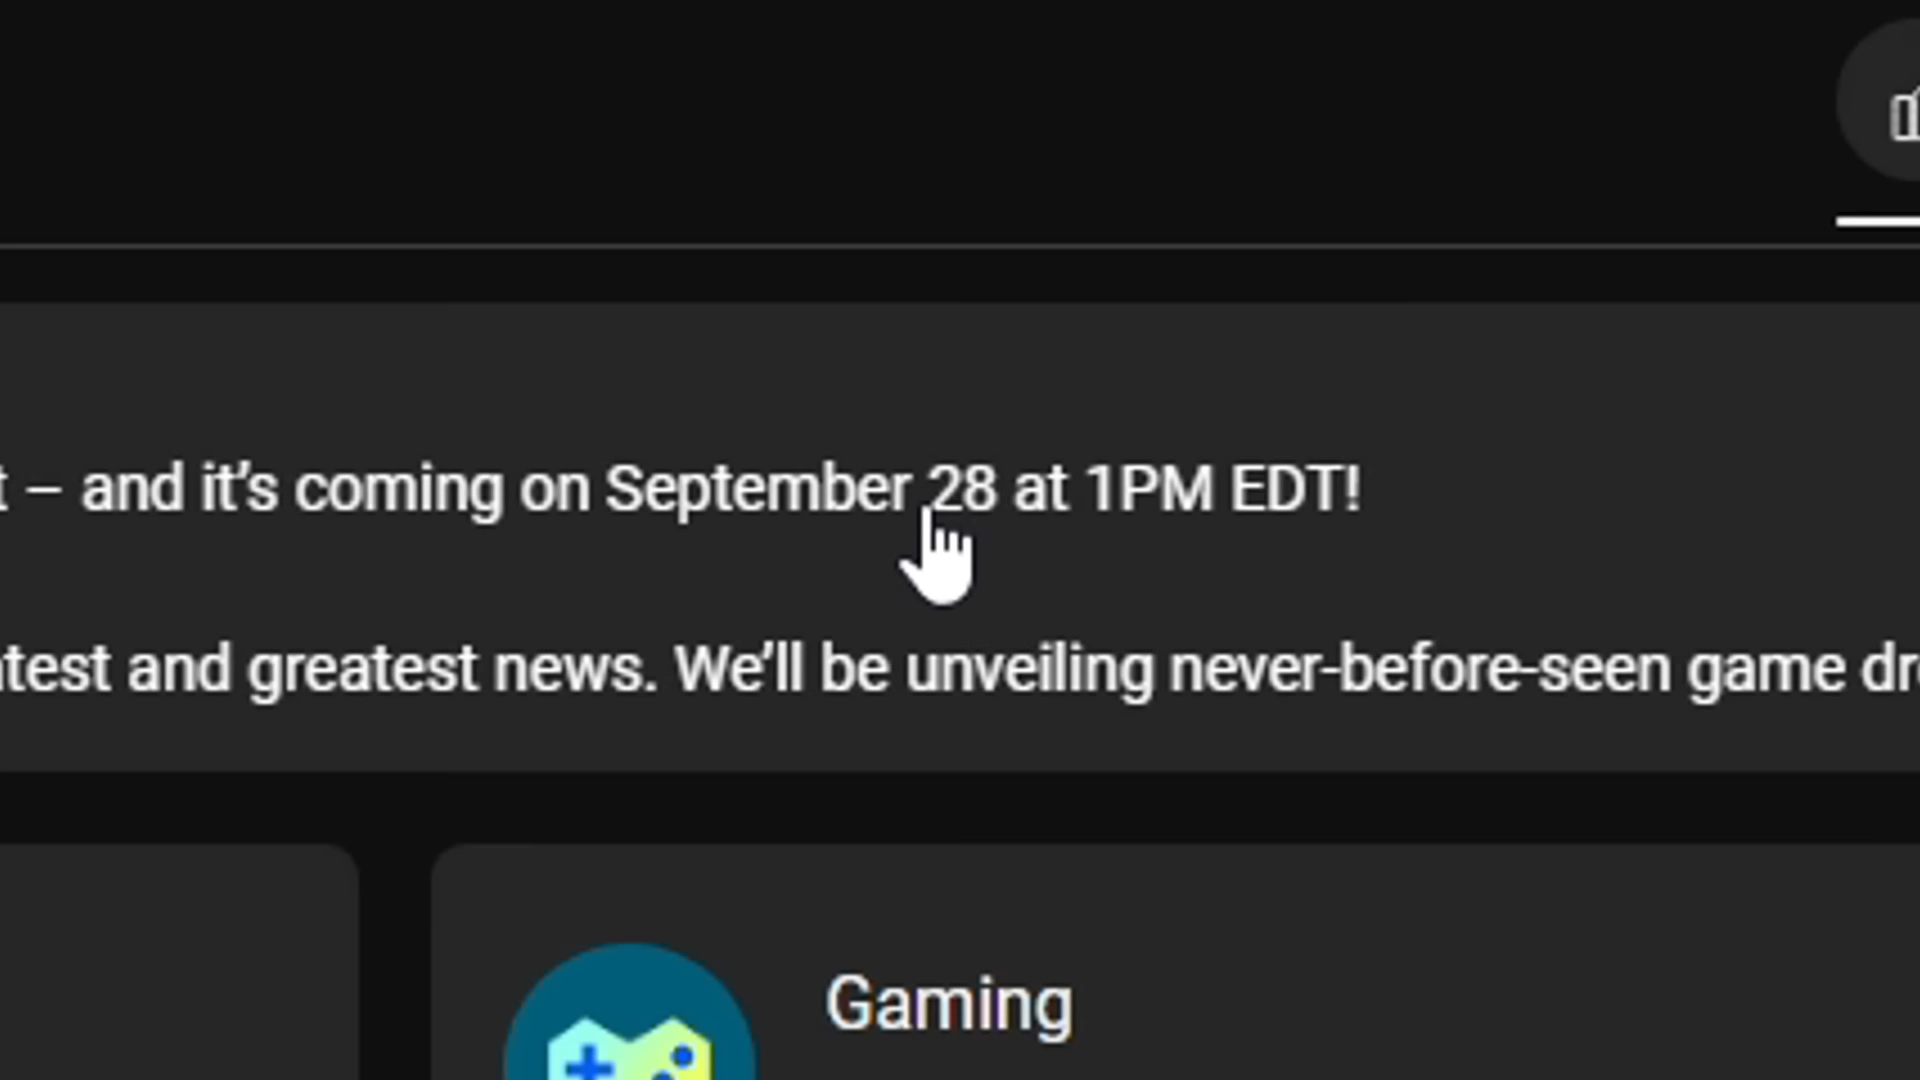 t – and it’s coming on September 28 at 1PM EDT!
test and greatest news. We’ll be unveiling never-before-seen game dr
Gaming